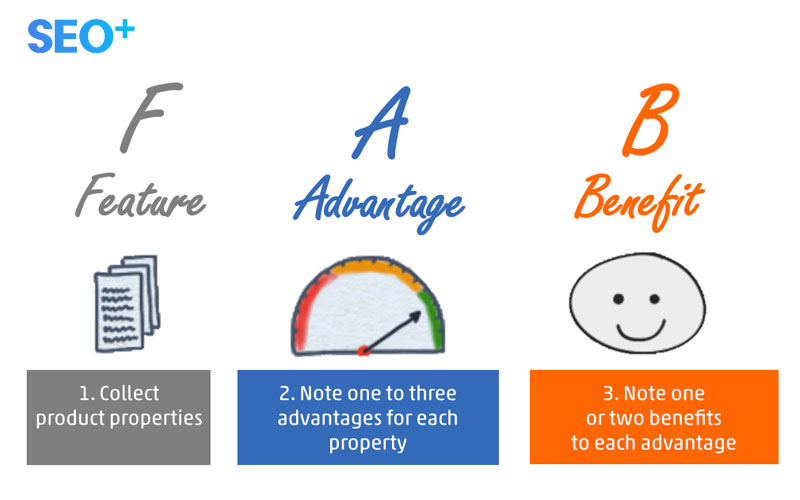 SEO+
F
A
B
Feature
Advantage
Benefit
1. Collect
product properties
2. Note one to three
advantages for each
property
3. Note one
or two benefits
to each advantage